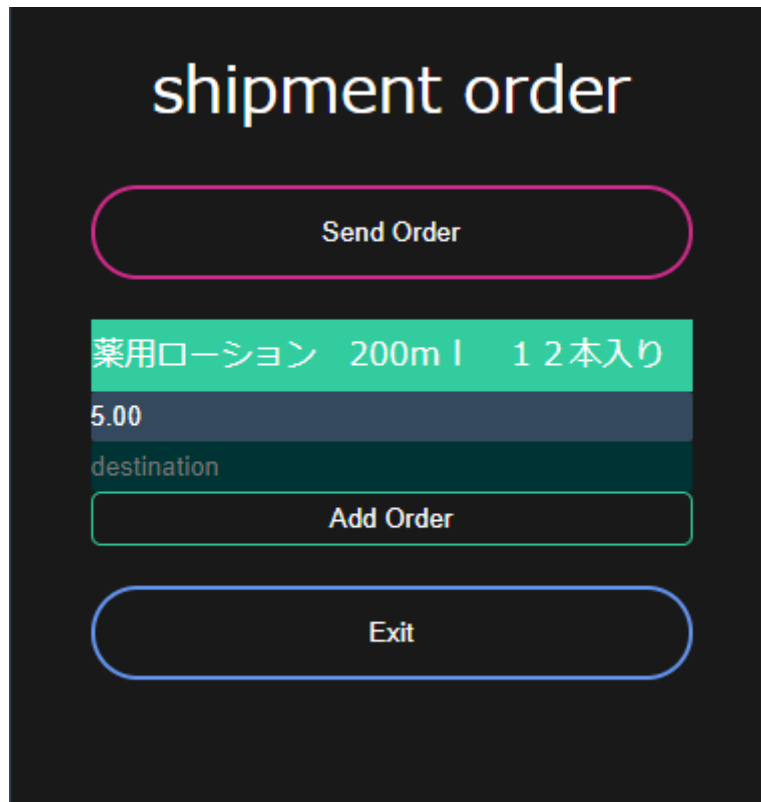 shipment order
Send Order
薬用ローション　200mｌ　１２本入り
5.00
destination
Add Order
Exit